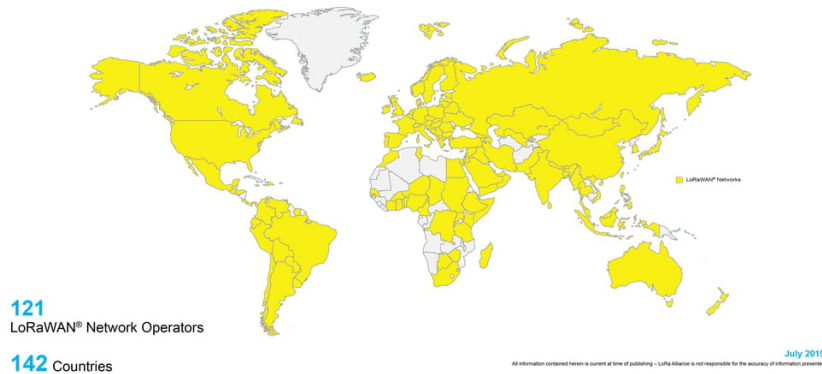 LoRaWAN® Networks
121
LoRaWAN® Network Operators
142 Countries
July 2019
All information contained herein is current at time of publishing – LoRa Alliance is not responsible for the accuracy of information presente